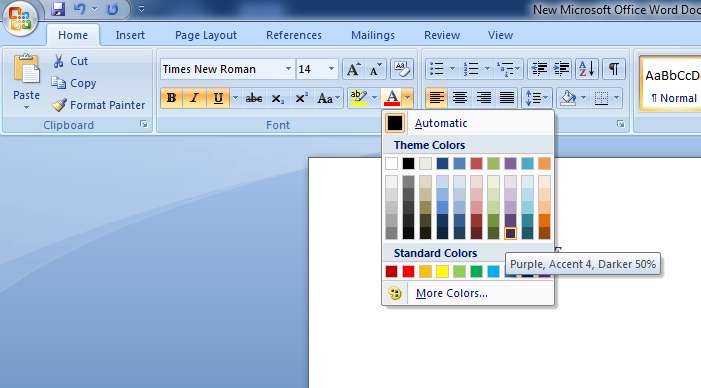 New Microsoft Office Word Doc
Home Insert Page Layout References Mailings Review View
Cut
Copy
Format Painter
Paste
Clipboard
Times New Roman 14
B I U abc x₂ x² Aa
ab A
Font
AaBbCcDc
¶ Normal
Automatic
Theme Colors
Purple, Accent 4, Darker 50%
Standard Colors
More Colors...